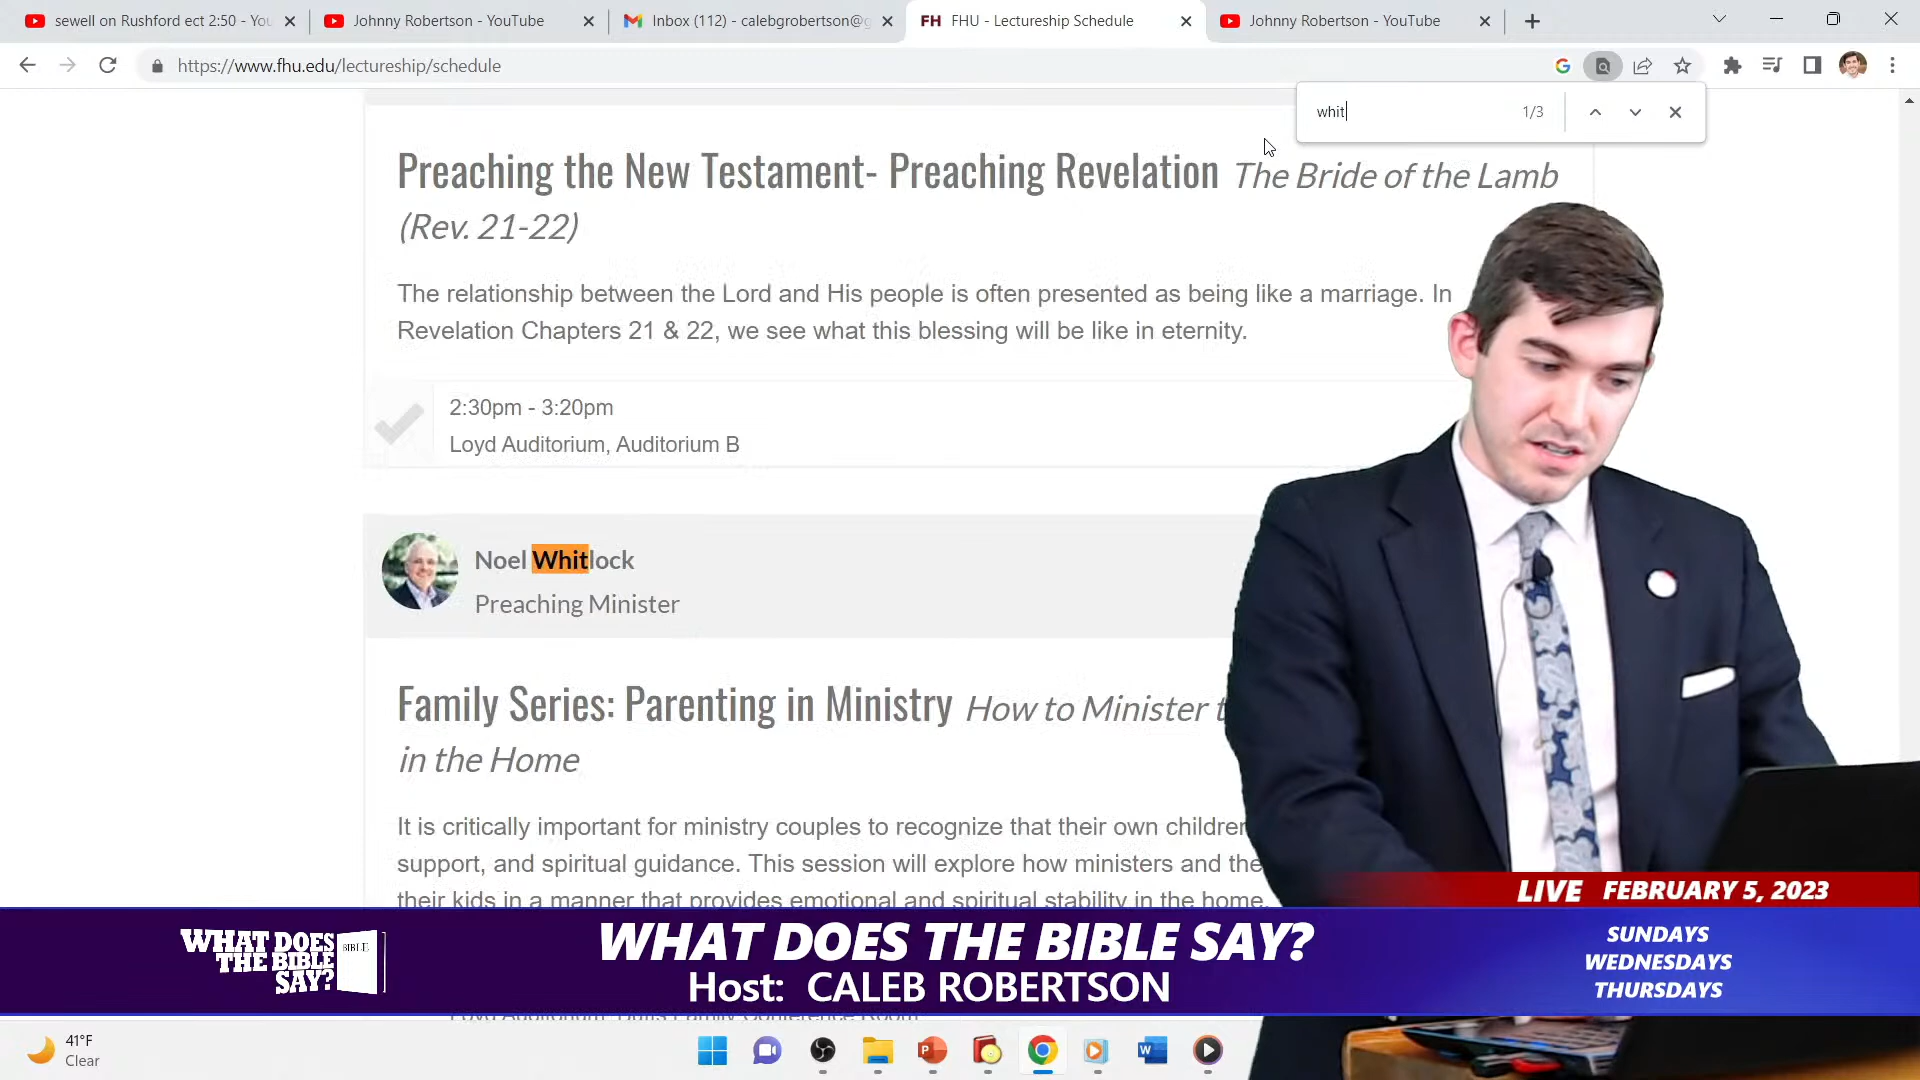 sewell on Rushford ect 2:50 - You
Johnny Robertson - YouTube
Inbox (112) - calebgrobertson@g
FH FHU - Lectureship Schedule
Johnny Robertson - YouTube
https://www.fhu.edu/lectureship/schedule
whit 1/3
Preaching the New Testament- Preaching Revelation The Bride of the Lamb
(Rev. 21-22)
The relationship between the Lord and His people is often presented as being like a marriage. In
Revelation Chapters 21 & 22, we see what this blessing will be like in eternity.
2:30pm - 3:20pm
Loyd Auditorium, Auditorium B
Noel Whitlock
Preaching Minister
Family Series: Parenting in Ministry How to Minister t
in the Home
It is critically important for ministry couples to recognize that their own children
support, and spiritual guidance. This session will explore how ministers and the
their kids in a manner that provides emotional and spiritual stability in the home.
LIVE FEBRUARY 5, 2023
WHAT DOES
THE BIBLE
SAY?
BIBLE
WHAT DOES THE BIBLE SAY?
Host: CALEB ROBERTSON
SUNDAYS
WEDNESDAYS
THURSDAYS
41°F
Clear